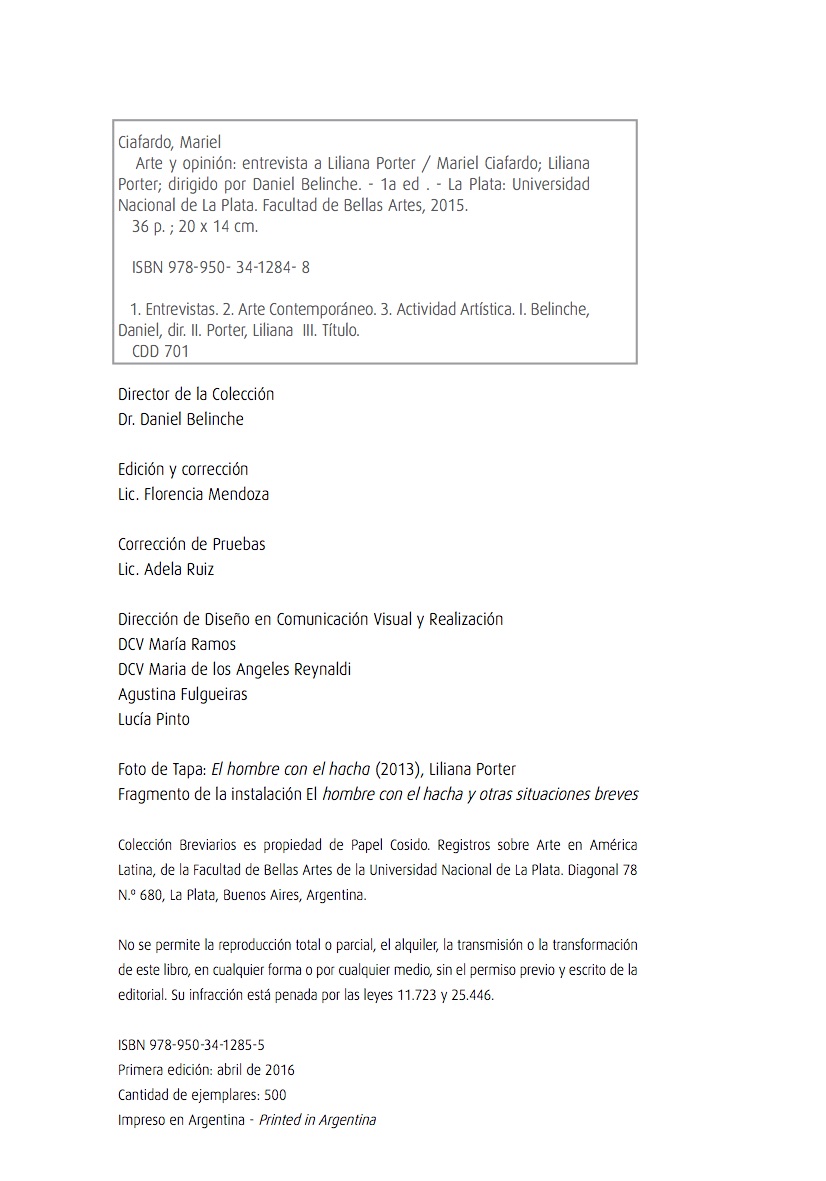 Ciafardo, Mariel
Arte y opinión: entrevista a Liliana Porter / Mariel Ciafardo; Liliana
Porter; dirigido por Daniel Belinche. - 1a ed . - La Plata: Universidad
Nacional de La Plata. Facultad de Bellas Artes, 2015.
36 p. ; 20 x 14 cm.
ISBN 978-950- 34-1284- 8
1. Entrevistas. 2. Arte Contemporáneo. 3. Actividad Artística. I. Belinche,
Daniel, dir. II. Porter, Liliana III. Título.
CDD 701
Director de la Colección
Dr. Daniel Belinche
Edición y corrección
Lic. Florencia Mendoza
Corrección de Pruebas
Lic. Adela Ruiz
Dirección de Diseño en Comunicación Visual y Realización
DCV María Ramos
DCV Maria de los Angeles Reynaldi
Agustina Fulgueiras
Lucía Pinto
Foto de Tapa: El hombre con el hacha (2013), Liliana Porter
Fragmento de la instalación El hombre con el hacha y otras situaciones breves
Colección Breviarios es propiedad de Papel Cosido. Registros sobre Arte en América
Latina, de la Facultad de Bellas Artes de la Universidad Nacional de La Plata. Diagonal 78
N.º 680, La Plata, Buenos Aires, Argentina.
No se permite la reproducción total o parcial, el alquiler, la transmisión o la transformación
de este libro, en cualquier forma o por cualquier medio, sin el permiso previo y escrito de la
editorial. Su infracción está penada por las leyes 11.723 y 25.446.
ISBN 978-950-34-1285-5
Primera edición: abril de 2016
Cantidad de ejemplares: 500
Impreso en Argentina - Printed in Argentina